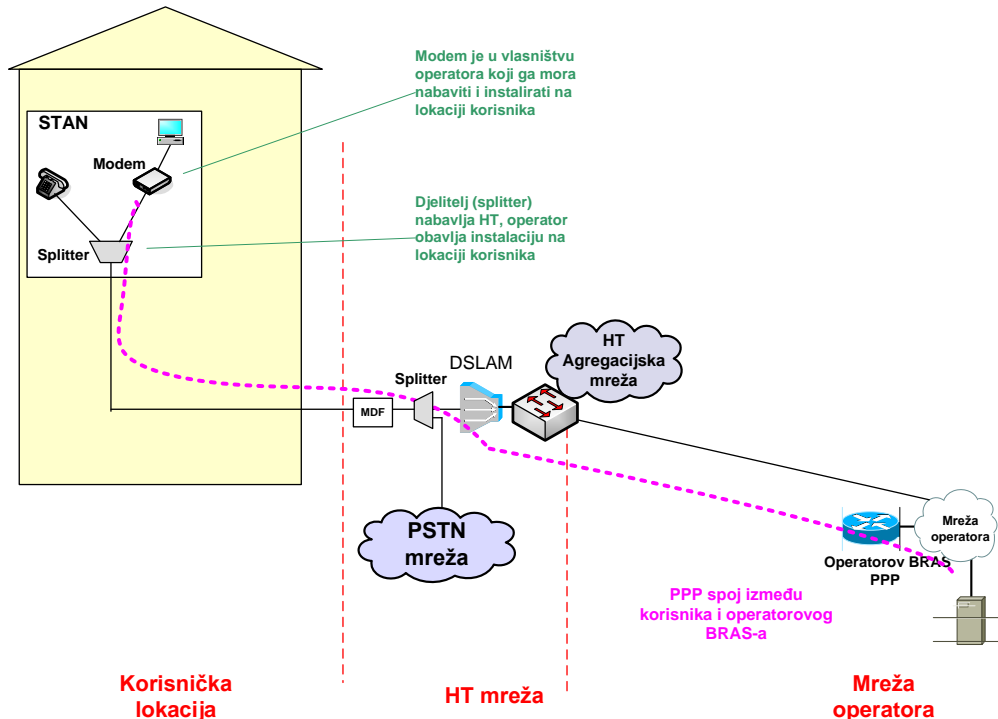 Modem je u vlasništvu
operatora koji ga mora
nabaviti i instalirati na
lokaciji korisnika
STAN
Modem
Djelitelj (splitter)
nabavlja HT, operator
obavlja instalaciju na
lokaciji korisnika
Splitter
HT
Agregacijska
mreža
DSLAM
Splitter
MDF
PSTN
mreža
Mreža
operatora
Operatorov BRAS
PPP
PPP spoj između
korisnika i operatorovog
BRAS-a
Korisnička
lokacija
HT mreža
Mreža
operatora